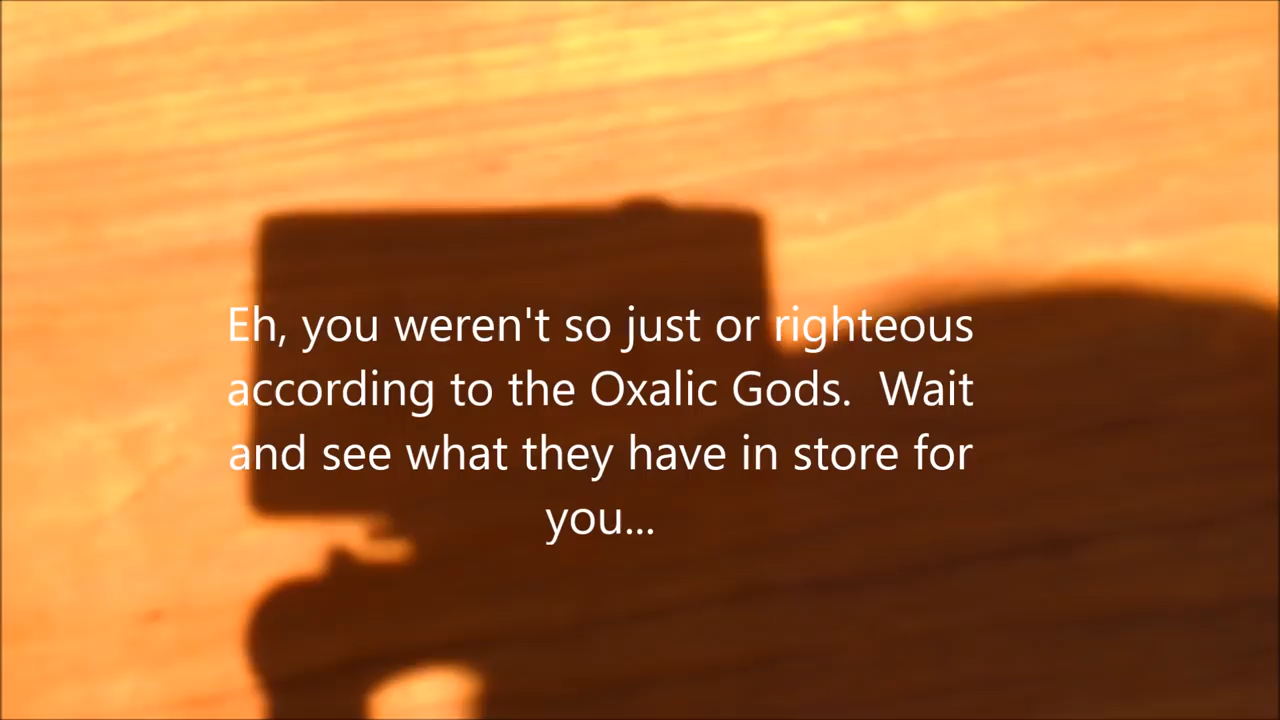 Eh, you weren't so just or righteous
according to the Oxalic Gods.  Wait
and see what they have in store for
you...